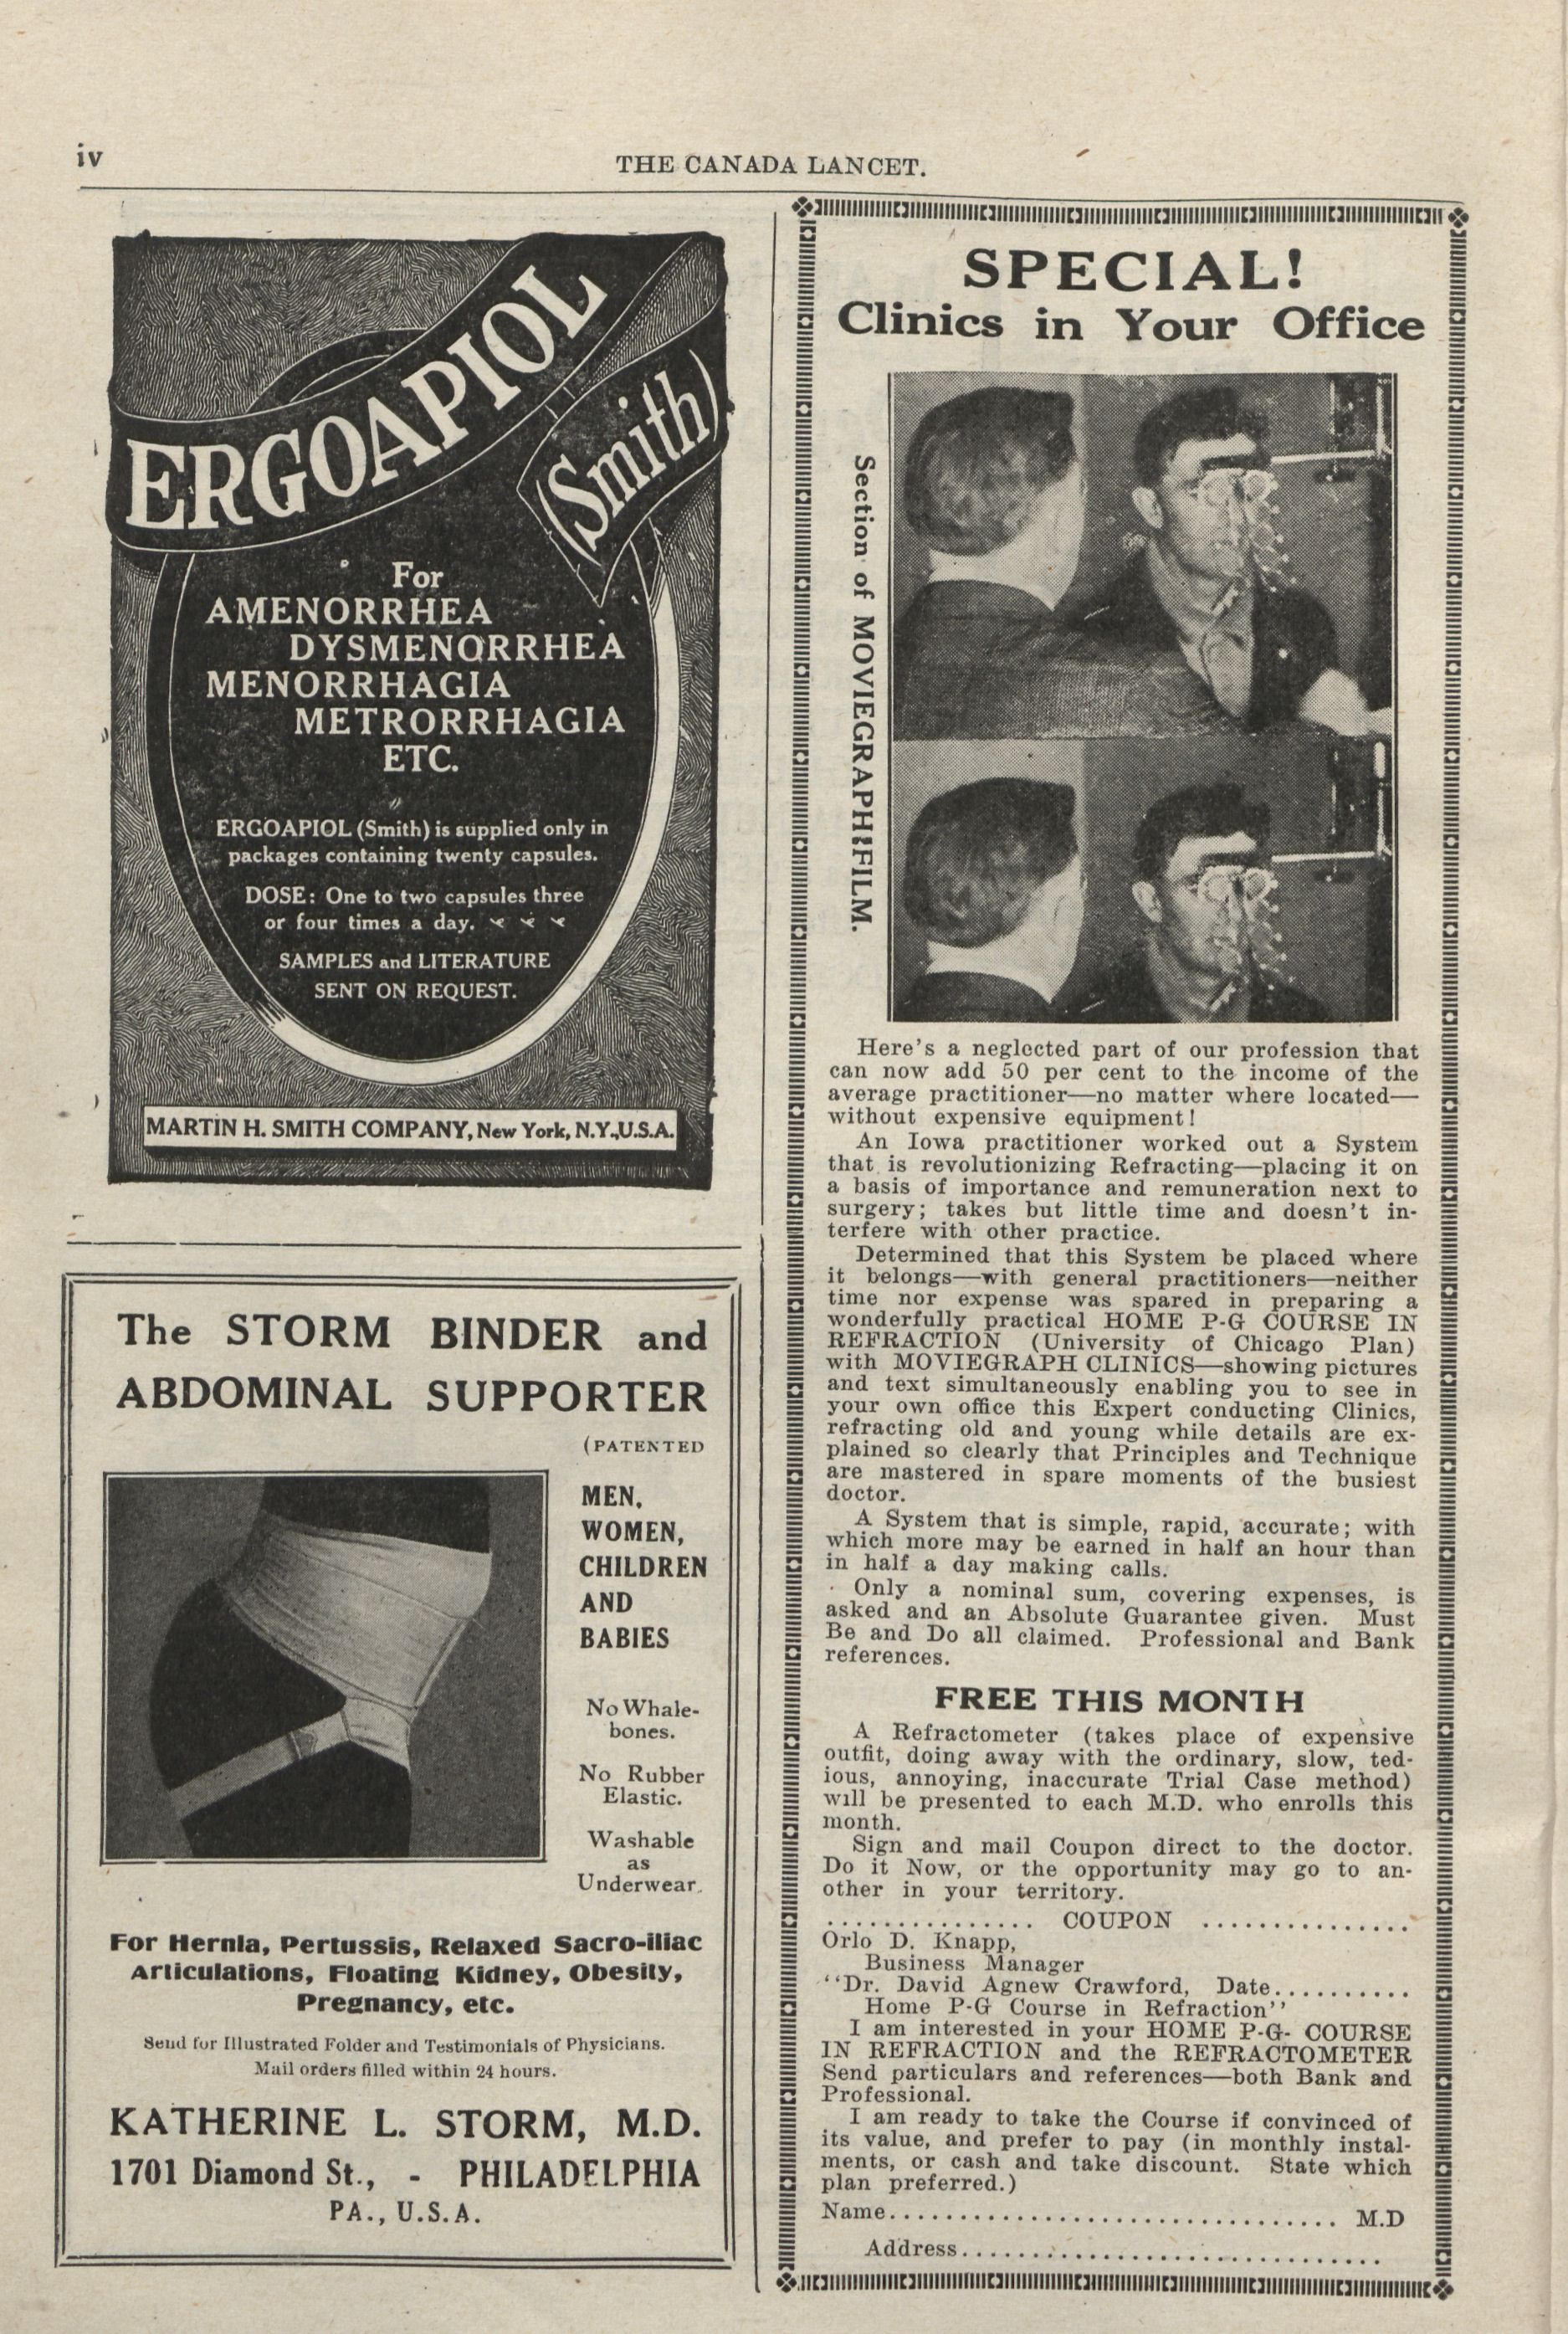 iv
THE CANADA LANCET.
ERGOAPIOL
(Smith)
For
AMENORRHEA
DYSMENORRHEA
MENORRHAGIA
METRORRHAGIA
ETC.
ERGOAPIOL (Smith) is supplied only in
packages containing twenty capsules.
DOSE: One to two capsules three
or four times a day.
SAMPLES and LITERATURE
SENT ON REQUEST.
MARTIN H. SMITH COMPANY, New York, N.Y., U.S.A.
The STORM BINDER and
ABDOMINAL SUPPORTER
(PATENTED
MEN,
WOMEN,
CHILDREN
AND
BABIES
No Whale-
bones.
No Rubber
Elastic.
Washable
as
Underwear.
For Hernia, Pertussis, Relaxed Sacro-iliac
Articulations, Floating Kidney, Obesity,
Pregnancy, etc.
Send for Illustrated Folder and Testimonials of Physicians.
Mail orders filled within 24 hours.
KATHERINE L. STORM, M.D.
1701 Diamond St., - PHILADELPHIA
PA., U.S.A.
SPECIAL!
Clinics in Your Office
Section of MOVIEGRAPH FILM.
Here's a neglected part of our profession that
can now add 50 per cent to the income of the
average practitioner—no matter where located—
without expensive equipment!
An Iowa practitioner worked out a System
that is revolutionizing Refracting—placing it on
a basis of importance and remuneration next to
surgery; takes but little time and doesn't in-
terfere with other practice.
Determined that this System be placed where
it belongs—with general practitioners—neither
time nor expense was spared in preparing a
wonderfully practical HOME P-G COURSE IN
REFRACTION (University of Chicago Plan)
with MOVIEGRAPH CLINICS—showing pictures
and text simultaneously enabling you to see in
your own office this Expert conducting Clinics,
refracting old and young while details are ex-
plained so clearly that Principles and Technique
are mastered in spare moments of the busiest
doctor.
A System that is simple, rapid, accurate; with
which more may be earned in half an hour than
in half a day making calls.
Only a nominal sum, covering expenses, is
asked and an Absolute Guarantee given. Must
Be and Do all claimed. Professional and Bank
references.
FREE THIS MONTH
A Refractometer (takes place of expensive
outfit, doing away with the ordinary, slow, ted-
ious, annoying, inaccurate Trial Case method)
will be presented to each M.D. who enrolls this
month.
Sign and mail Coupon direct to the doctor.
Do it Now, or the opportunity may go to an-
other in your territory.
............... COUPON ...............
Orlo D. Knapp,
Business Manager
"Dr. David Agnew Crawford, Date..........
Home P-G Course in Refraction"
I am interested in your HOME P-G- COURSE
IN REFRACTION and the REFRACTOMETER
Send particulars and references—both Bank and
Professional.
I am ready to take the Course if convinced of
its value, and prefer to pay (in monthly instal-
ments, or cash and take discount. State which
plan preferred.)
Name................................ M.D
Address..............................